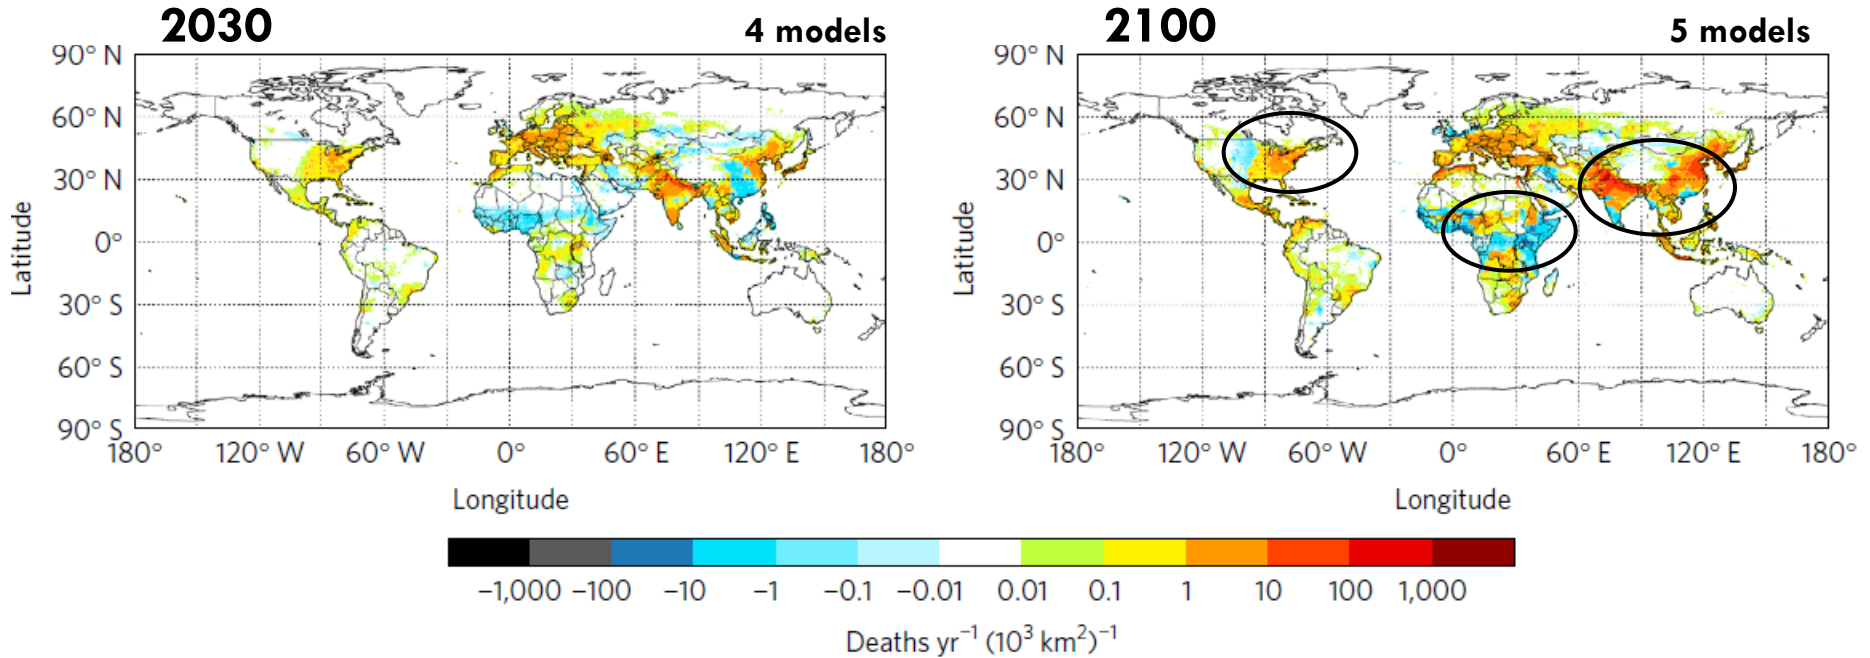 2030
4 models
90° N
60° N
30° N
0°
30° S
60° S
90° S
Latitude
180°
120° W
60° W
0°
60° E
120° E
180°
Longitude
2100
5 models
90° N
60° N
30° N
0°
30° S
60° S
90° S
Latitude
180°
120° W
60° W
0°
60° E
120° E
180°
Longitude
−1,000 −100 −10 −1 −0.1 −0.01 0.01 0.1 1 10 100 1,000
Deaths yr⁻¹ (10³ km²)⁻¹